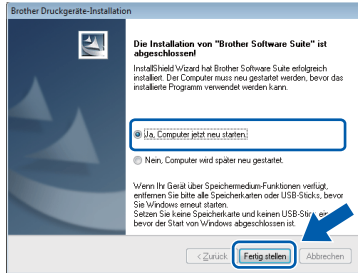 Brother Druckgeräte-Installation
Die Installation von "Brother Software Suite" ist
abgeschlossen!
InstallShield Wizard hat Brother Software Suite erfolgreich
installiert. Der Computer muss neu gestartet werden, bevor das
installierte Programm verwendet werden kann.
Ja, Computer jetzt neu starten.
Nein, Computer wird später neu gestartet.
Wenn Ihr Gerät über Speichermedium-Funktionen verfügt,
entfernen Sie bitte alle Speicherkarten oder USB-Sticks, bevor
Sie Windows erneut starten.
Setzen Sie keine Speicherkarte und keinen USB-Stick ein,
bevor der Start von Windows abgeschlossen ist.
< Zurück
Fertig stellen
Abbrechen